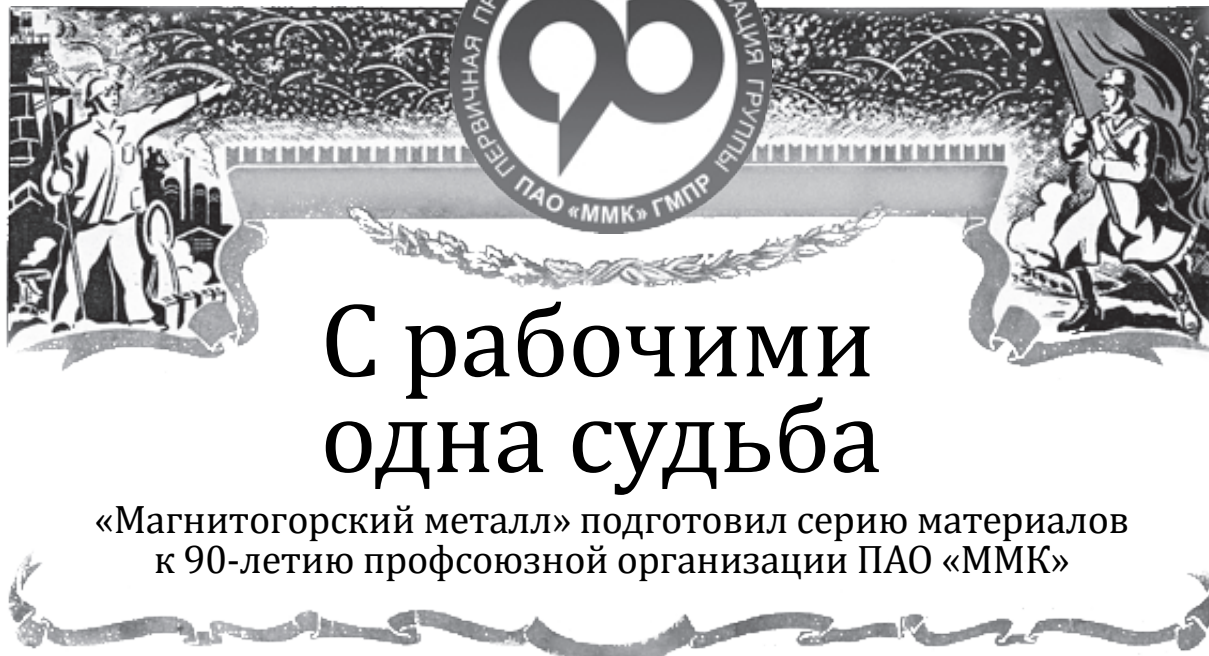 90
ПЕРВИЧНАЯ
ГРУППЫ
ПАО «ММК» ГМПР
С рабочими
одна судьба
«Магнитогорский металл» подготовил серию материалов
к 90-летию профсоюзной организации ПАО «ММК»